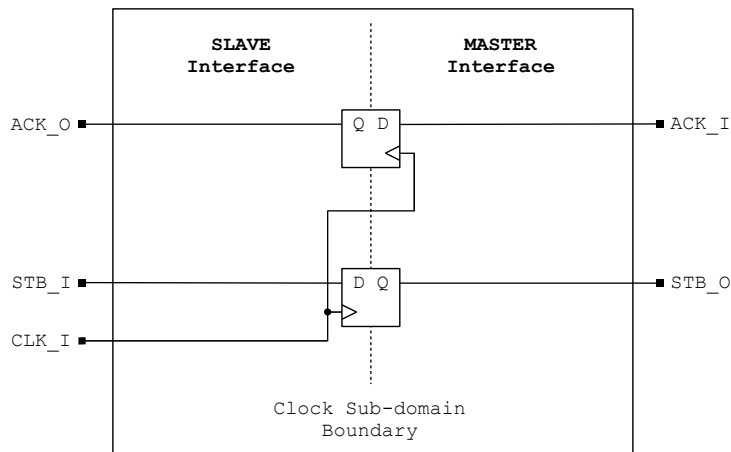 SLAVE
Interface
MASTER
Interface
ACK_O
Q D
ACK_I
STB_I
D Q
STB_O
CLK_I
Clock Sub-domain
Boundary